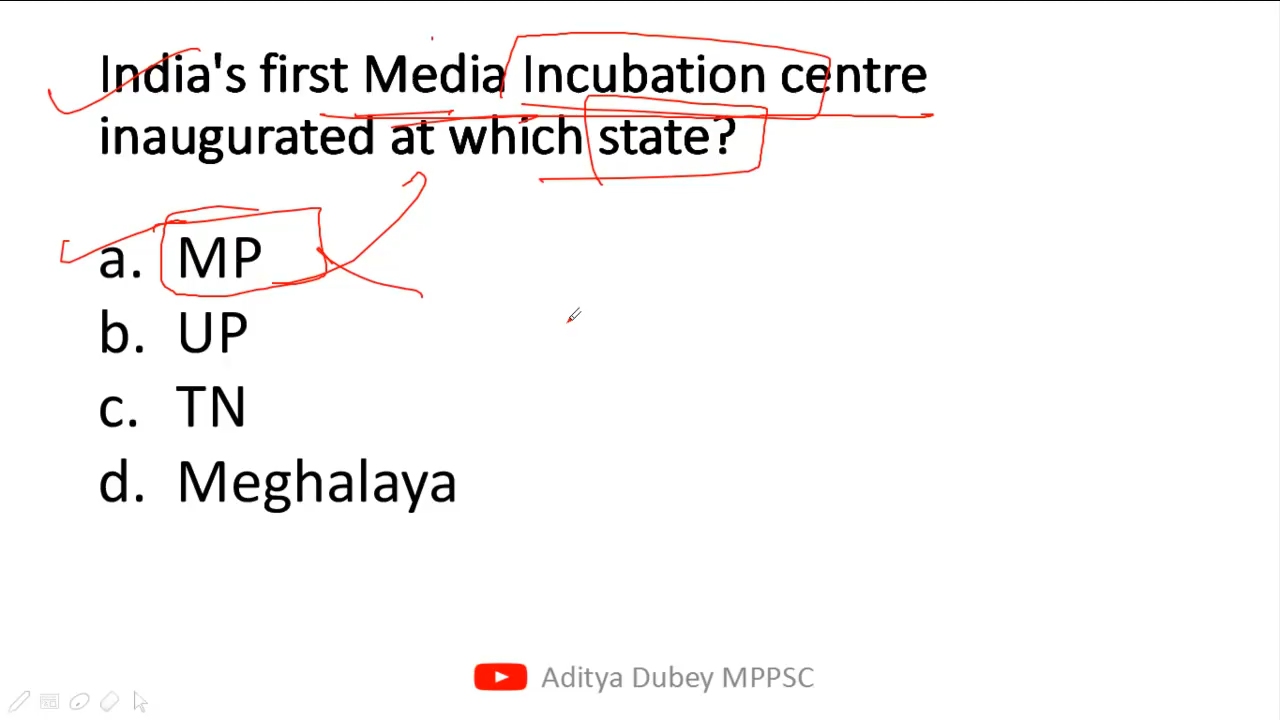 India's first Media Incubation centre
inaugurated at which state?
a. MP
b. UP
c. TN
d. Meghalaya
Aditya Dubey MPPSC